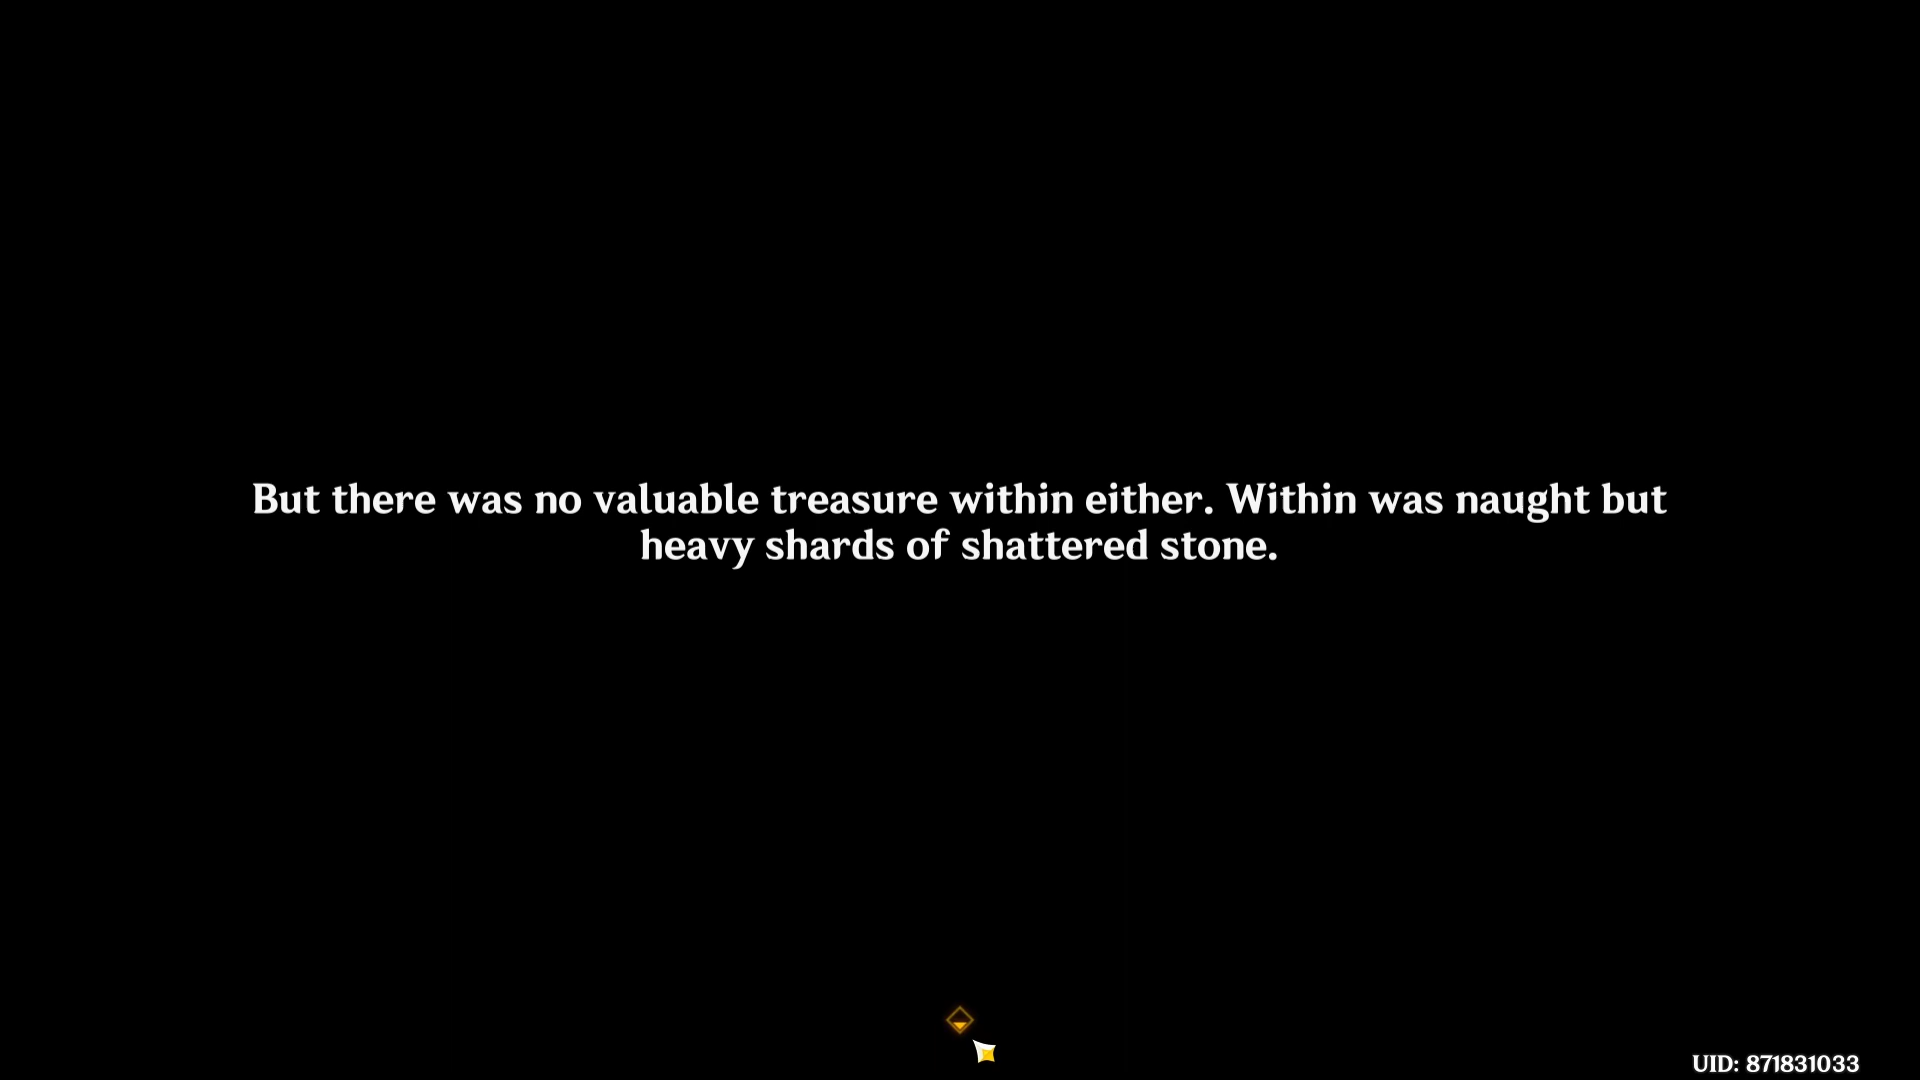 But there was no valuable treasure within either. Within was naught but
heavy shards of shattered stone.
UID: 871831033